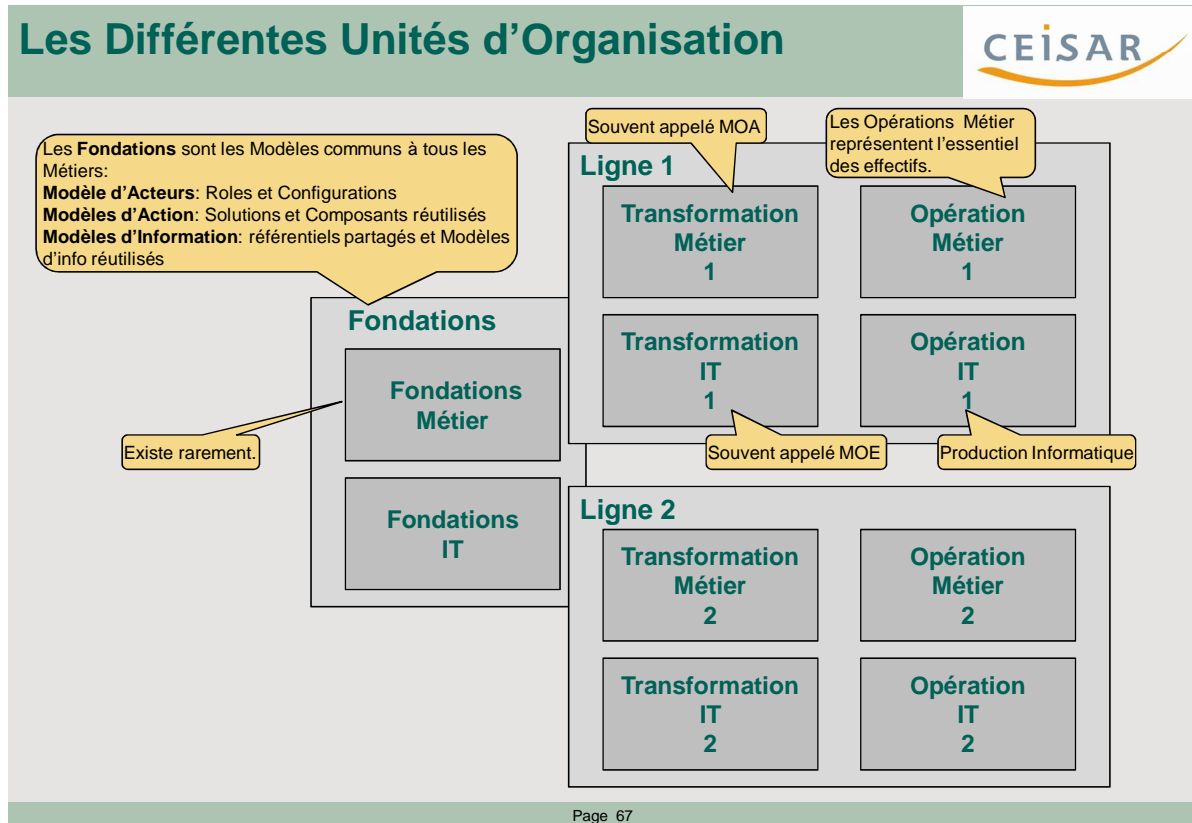 Les Différentes Unités d’Organisation
CEiSAR
Les Fondations sont les Modèles communs à tous les
Métiers:
Modèle d’Acteurs: Roles et Configurations
Modèles d’Action: Solutions et Composants réutilisés
Modèles d’Information: référentiels partagés et Modèles
d’info réutilisés
Fondations
Fondations
Métier
Existe rarement.
Fondations
IT
Souvent appelé MOA
Les Opérations Métier
représentent l’essentiel
des effectifs.
Ligne 1
Transformation
Métier
1
Opération
Métier
1
Transformation
IT
1
Opération
IT
1
Souvent appelé MOE
Production Informatique
Ligne 2
Transformation
Métier
2
Opération
Métier
2
Transformation
IT
2
Opération
IT
2
Page 67